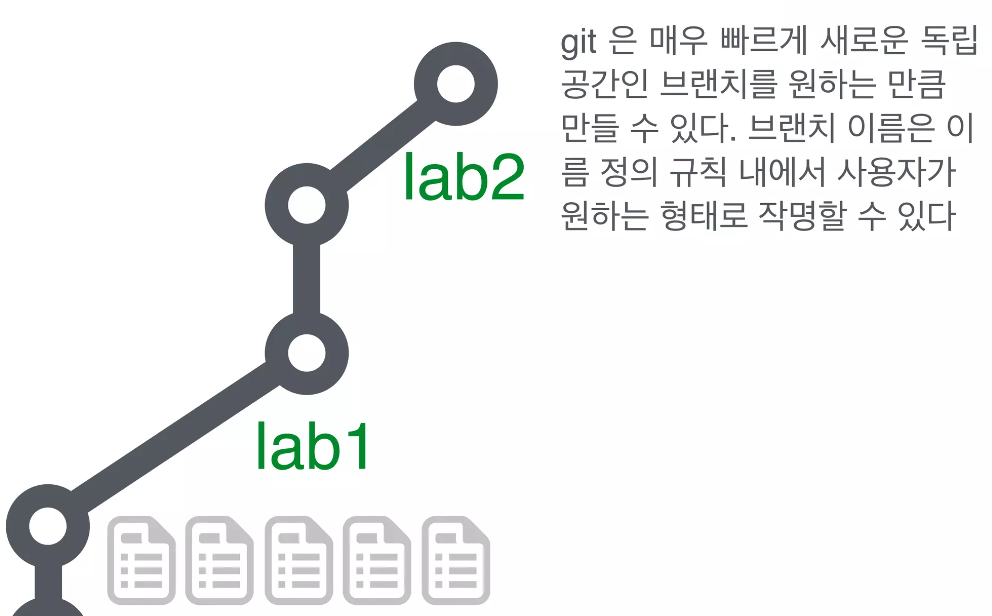 git 은 매우 빠르게 새로운 독립
공간인 브랜치를 원하는 만큼
만들 수 있다. 브랜치 이름은 이
름 정의 규칙 내에서 사용자가
원하는 형태로 작명할 수 있다
lab2
lab1